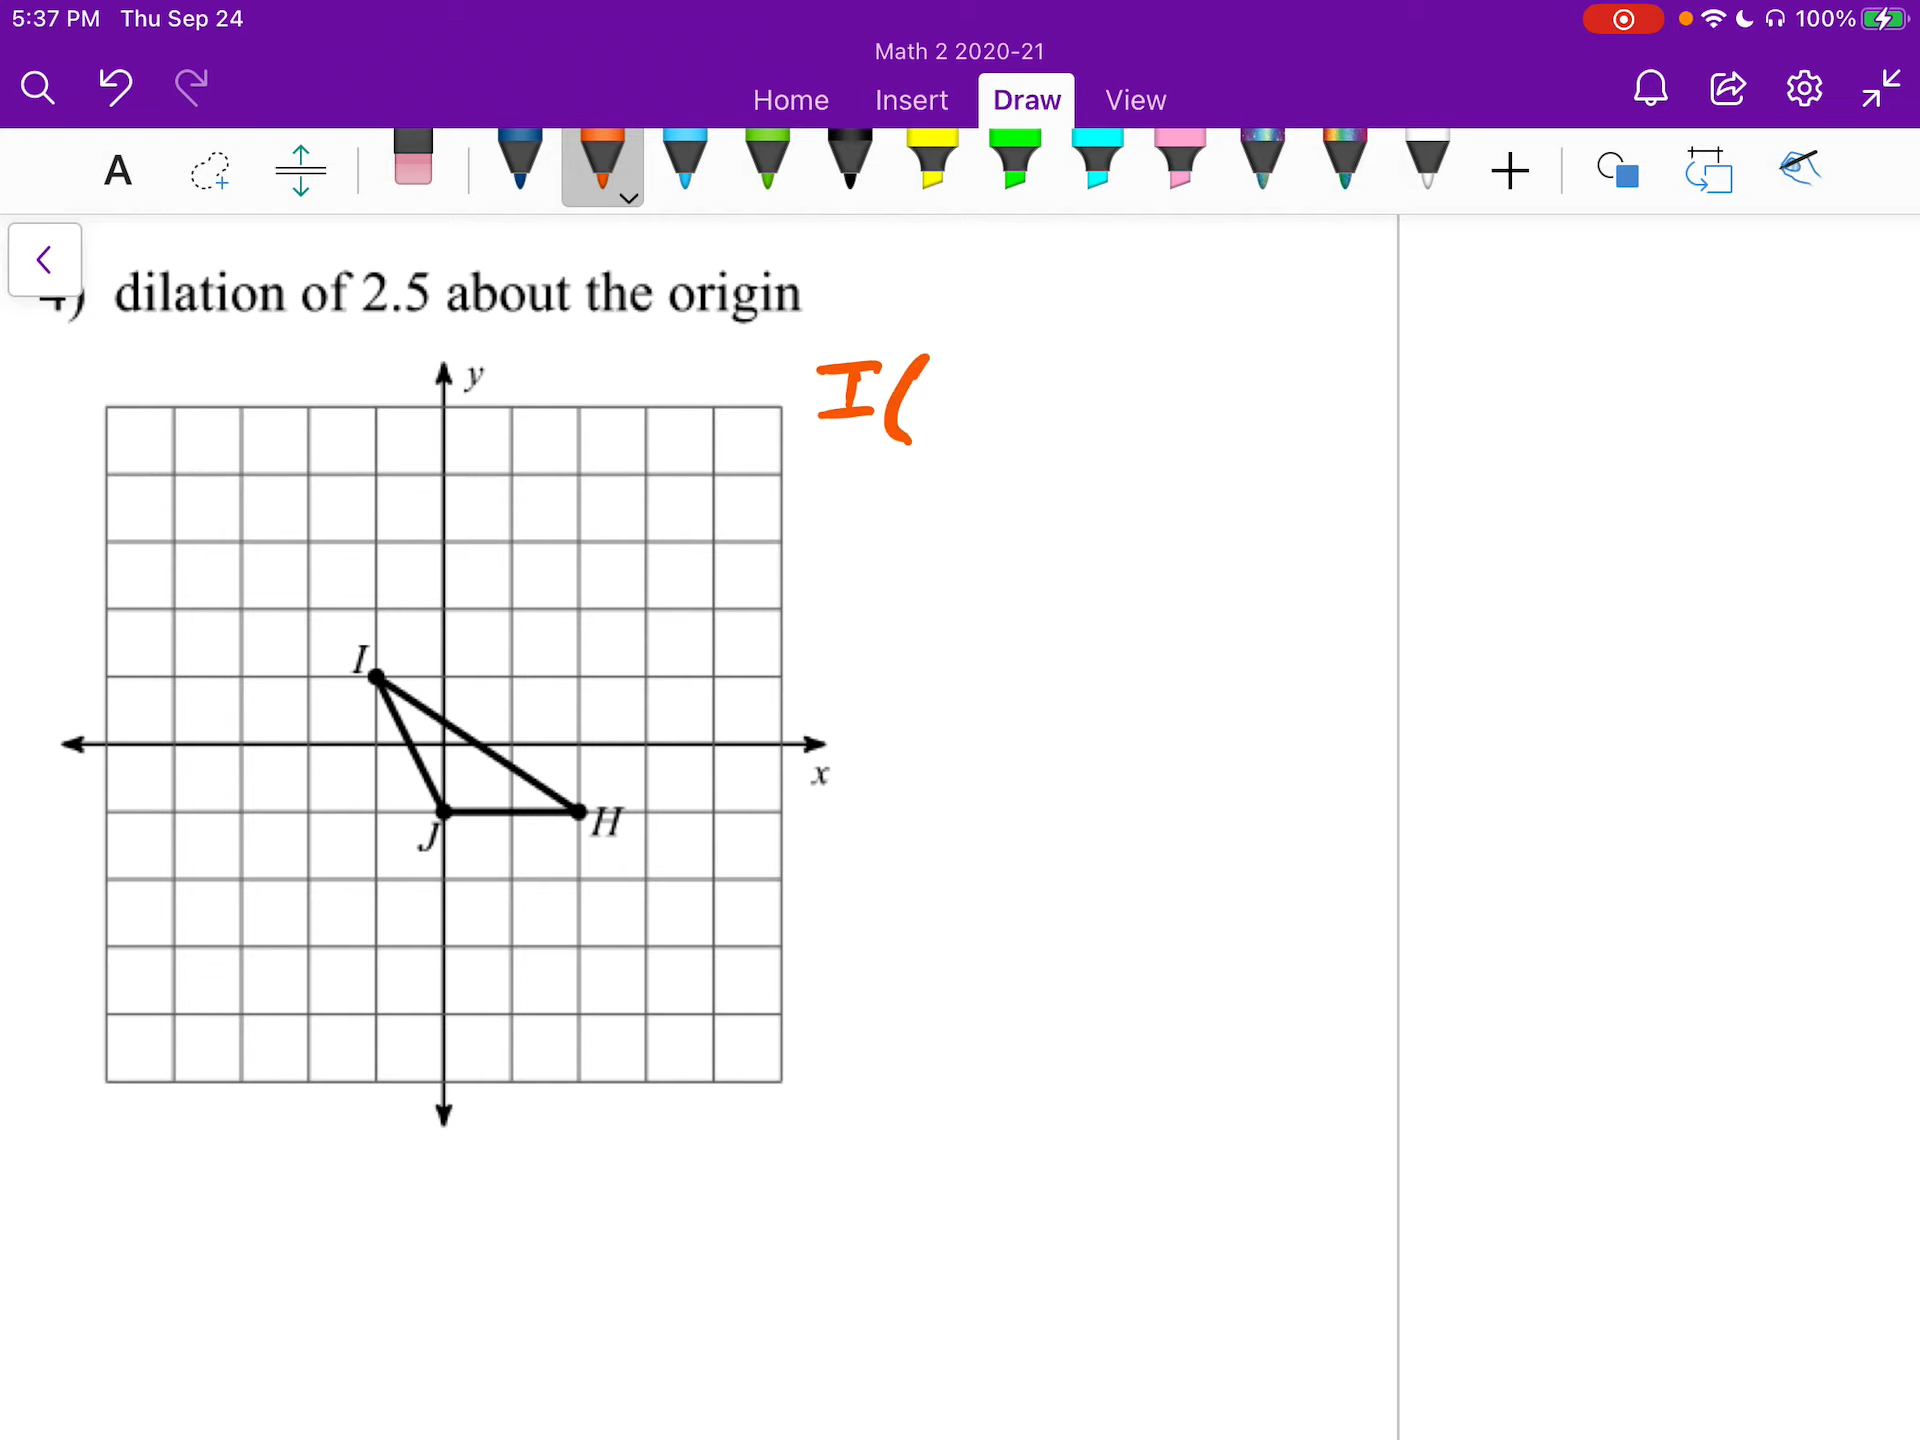 5:37 PM Thu Sep 24
100%
Math 2 2020-21
Home Insert Draw View
A
4) dilation of 2.5 about the origin
I(
y
I
x
J
H